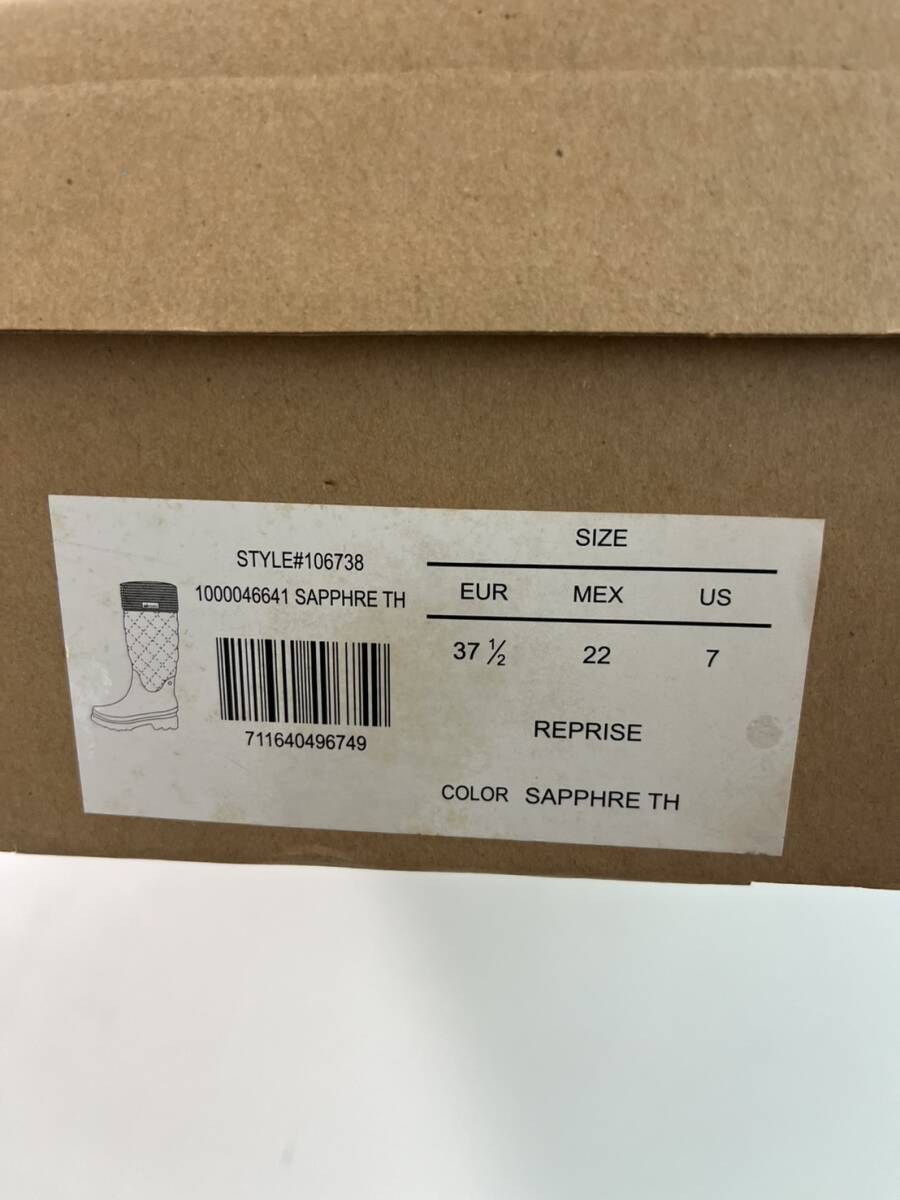 STYLE#106738
1000046641 SAPPHRE TH
711640496749
SIZE
EUR MEX US
37 ½ 22 7
REPRISE
COLOR SAPPHRE TH